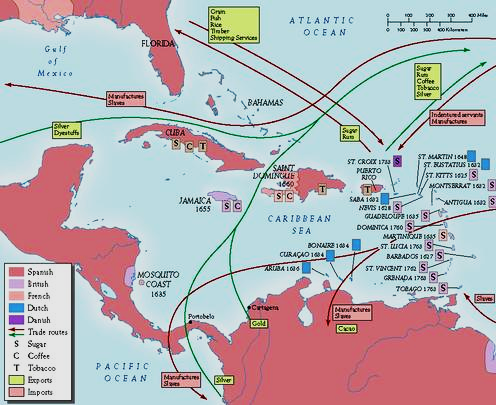 Grain
Fish
Rice
Timber
Shipping Services
ATLANTIC
OCEAN
0 100 200 300 400 Miles
0 200 400 Kilometers
FLORIDA
Gulf
of
Mexico
Manufactures
Slaves
BAHAMAS
Sugar
Rum
Coffee
Tobacco
Silver
Indentured servants
Manufactures
Silver
Dyestuffs
CUBA
S C T
Sugar
Rum
SAINT
DOMINGUE
1660
S C
T
JAMAICA
1655
S C
ST. CROIX 1733 S
PUERTO
RICO
T
ST. MARTIN 1648
ST. EUSTATIUS 1632
ST. KITTS 1625 S
MONTSERRAT 1632 S
SABA 1632
NEVIS 1628 S
ANTIGUA 1632 S
GUADELOUPE 1635 S
DOMINICA 1760 S
MARTINIQUE 1635 S
ST. LUCIA 1763 S
BARBADOS 1627 S
ST. VINCENT 1762 S
GRENADA 1763 S
TOBAGO 1763 S
CARIBBEAN
SEA
BONAIRE 1634
CURAÇAO 1634
ARUBA 1636
MOSQUITO
COAST
1635
Portobelo
Cartagena
Gold
Manufactures
Slaves
Cacao
Slaves
Manufactures
Slaves
Silver
PACIFIC
OCEAN
Spanish
British
French
Dutch
Danish
Trade routes
S Sugar
C Coffee
T Tobacco
Exports
Imports